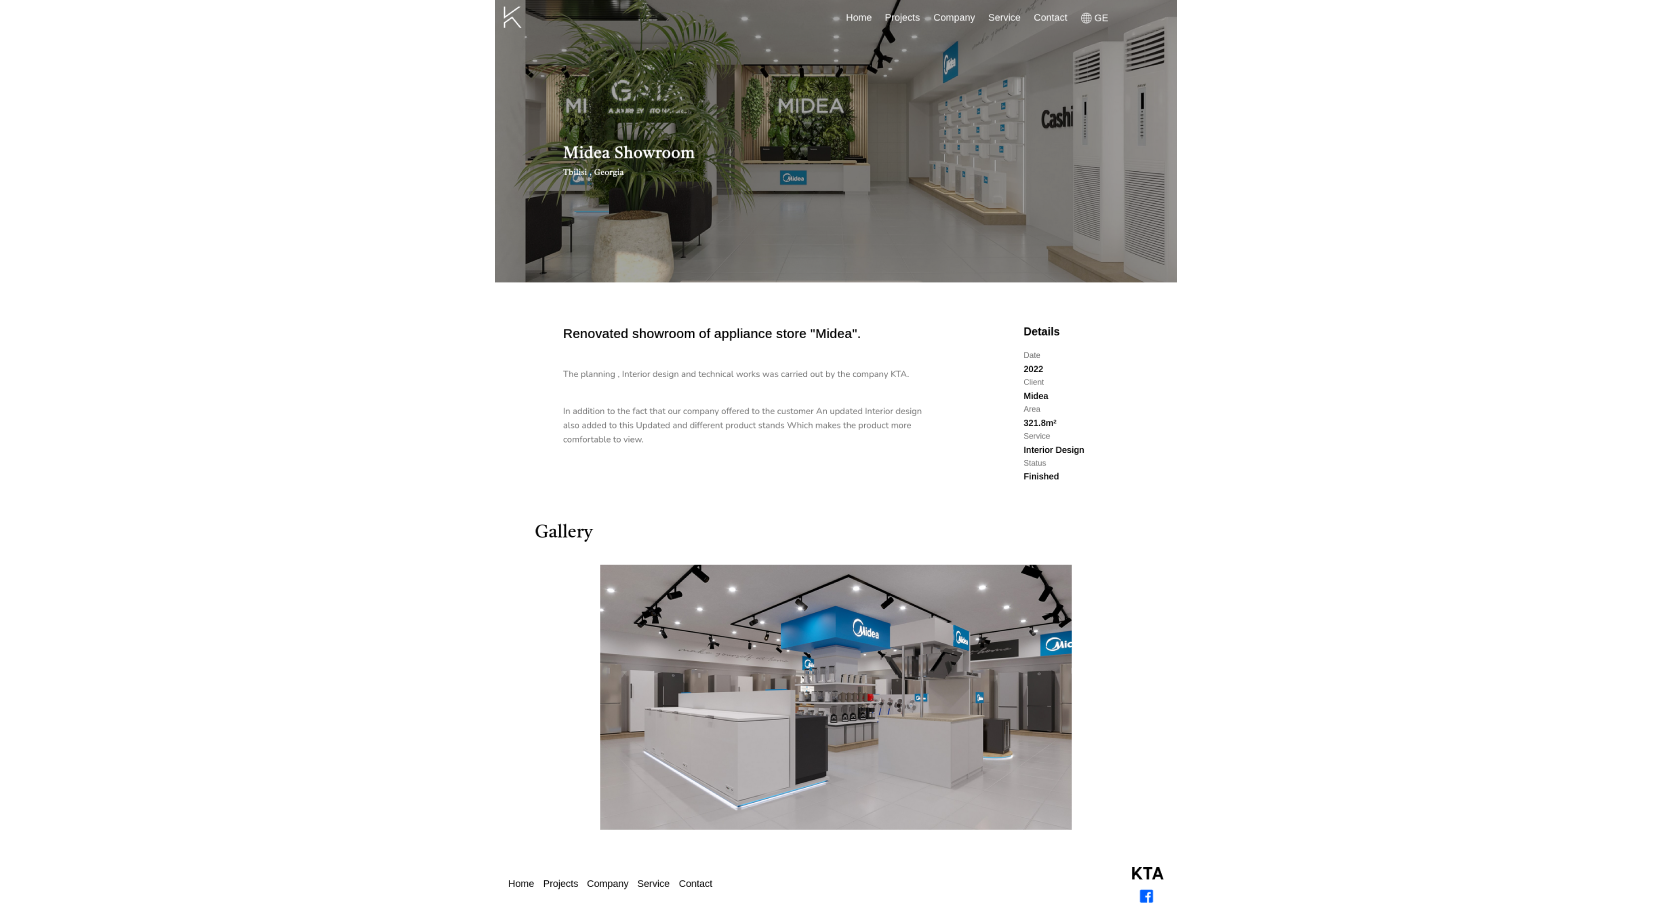 Home Projects Company Service Contact GE
MIDEA
Midea Showroom
Tbilisi , Georgia
Midea
Renovated showroom of appliance store "Midea".
The planning , Interior design and technical works was carried out by the company KTA.
In addition to the fact that our company offered to the customer An updated Interior design
also added to this Updated and different product stands Which makes the product more
comfortable to view.
Details
Date
2022
Client
Midea
Area
321.8m²
Service
Interior Design
Status
Finished
Gallery
Midea
Home Projects Company Service Contact
KTA